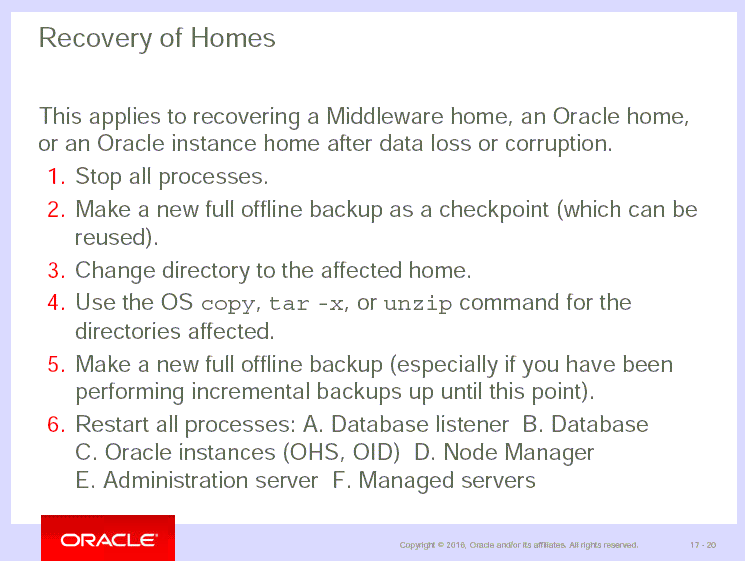 Recovery of Homes
This applies to recovering a Middleware home, an Oracle home,
or an Oracle instance home after data loss or corruption.
1. Stop all processes.
2. Make a new full offline backup as a checkpoint (which can be
reused).
3. Change directory to the affected home.
4. Use the OS copy, tar -x, or unzip command for the
directories affected.
5. Make a new full offline backup (especially if you have been
performing incremental backups up until this point).
6. Restart all processes: A. Database listener B. Database
C. Oracle instances (OHS, OID) D. Node Manager
E. Administration server F. Managed servers
ORACLE®
Copyright © 2016, Oracle and/or its affiliates. All rights reserved.
17 - 20